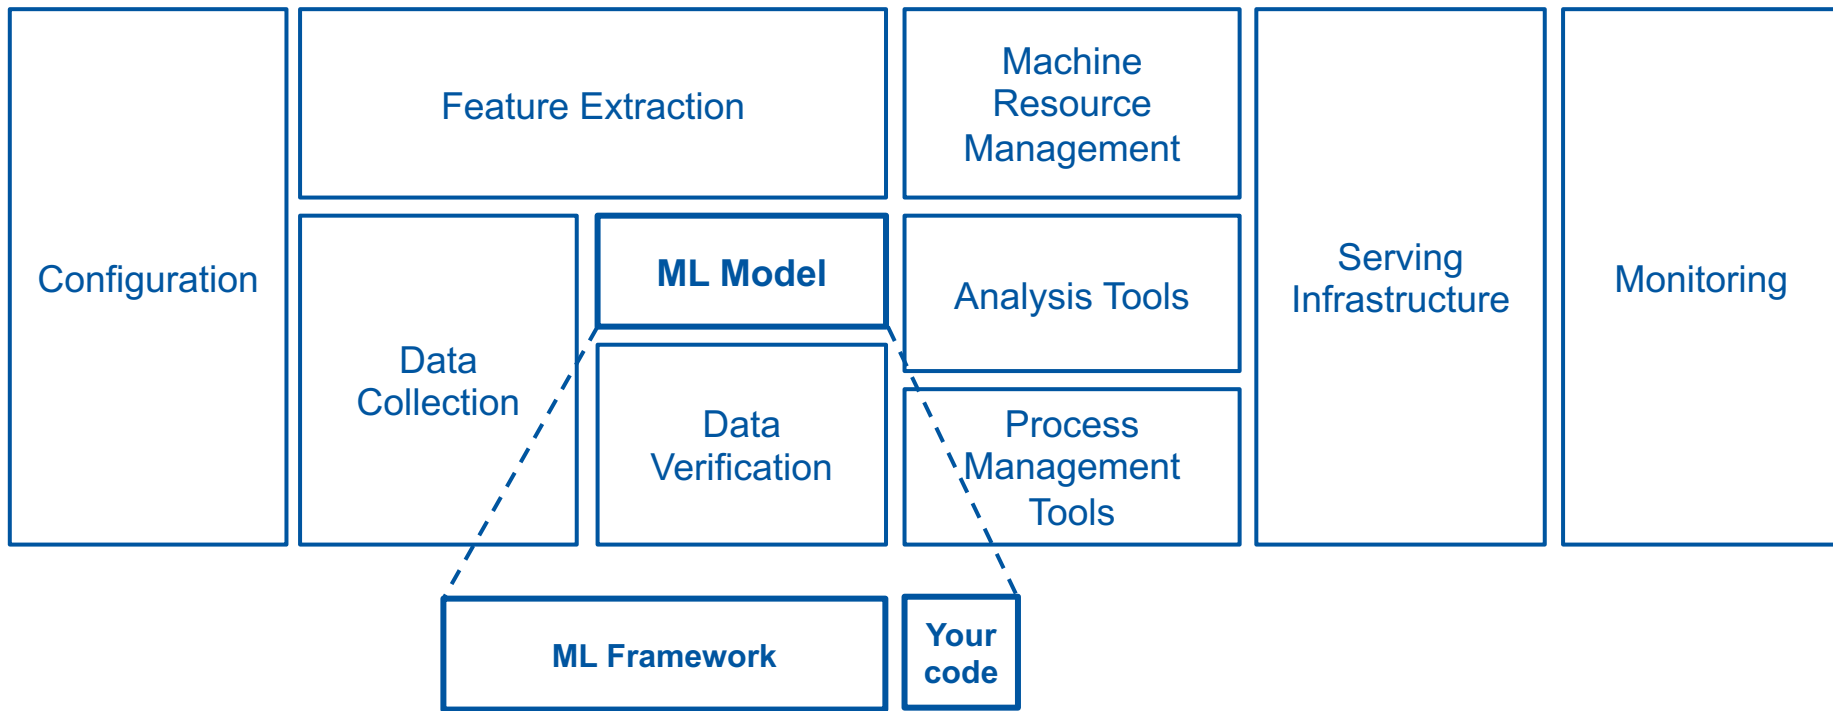 Configuration
Feature Extraction
Machine
Resource
Management
Data
Collection
ML Model
Data
Verification
Analysis Tools
Process
Management
Tools
Serving
Infrastructure
Monitoring
ML Framework
Your
code